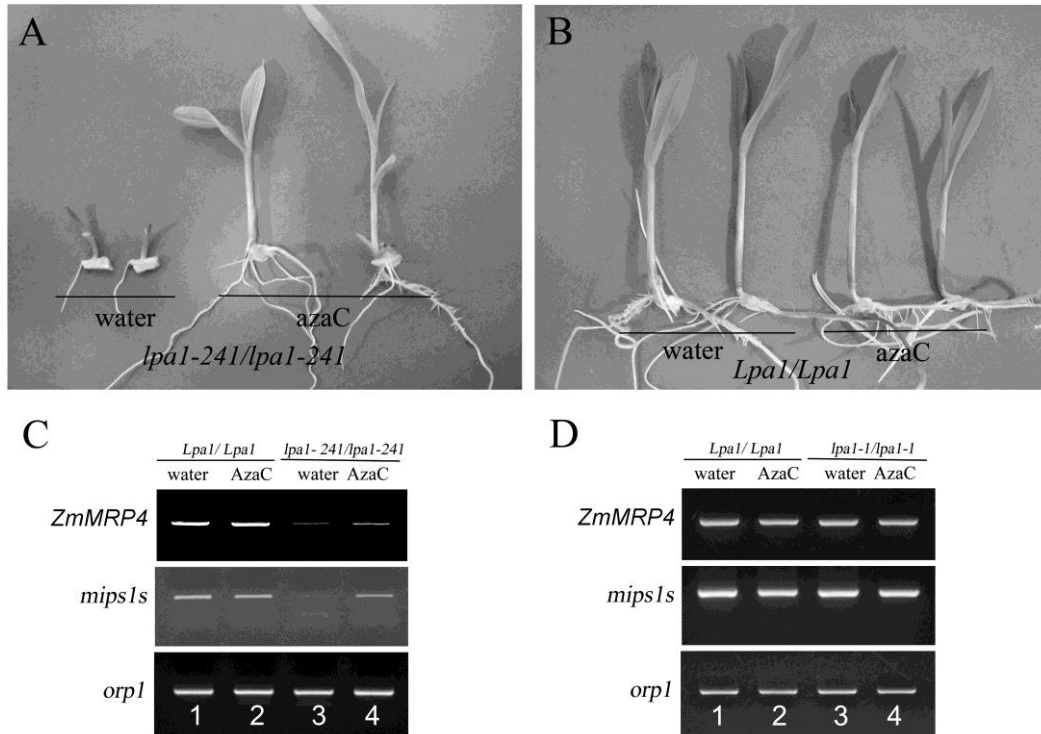 A
water
azaC
lpa1-241/lpa1-241
B
water
azaC
Lpa1/Lpa1
C
Lpa1/ Lpa1 lpa1- 241/lpa1-241
water AzaC water AzaC
ZmMRP4
mips1s
orp1
1 2 3 4
D
Lpa1/ Lpa1 lpa1-1/lpa1-1
water AzaC water AzaC
ZmMRP4
mips1s
orp1
1 2 3 4